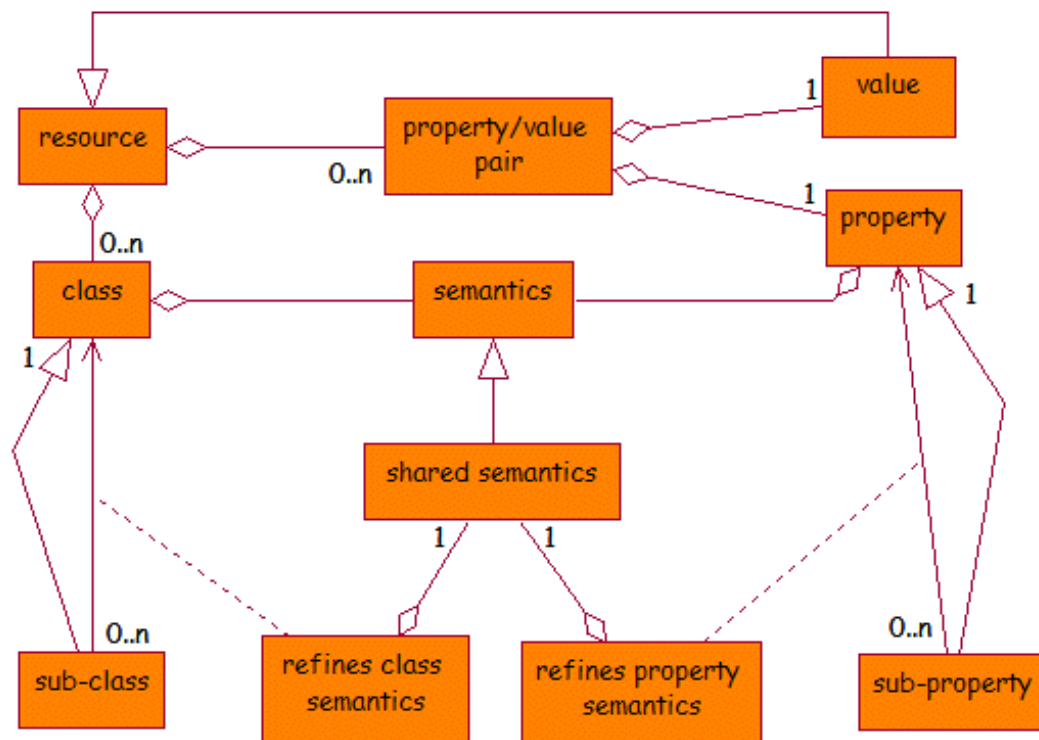 value
1
resource
property/value
pair
0..n
1
property
0..n
class
semantics
1
1
shared semantics
1
1
0..n
0..n
sub-class
refines class
semantics
refines property
semantics
sub-property